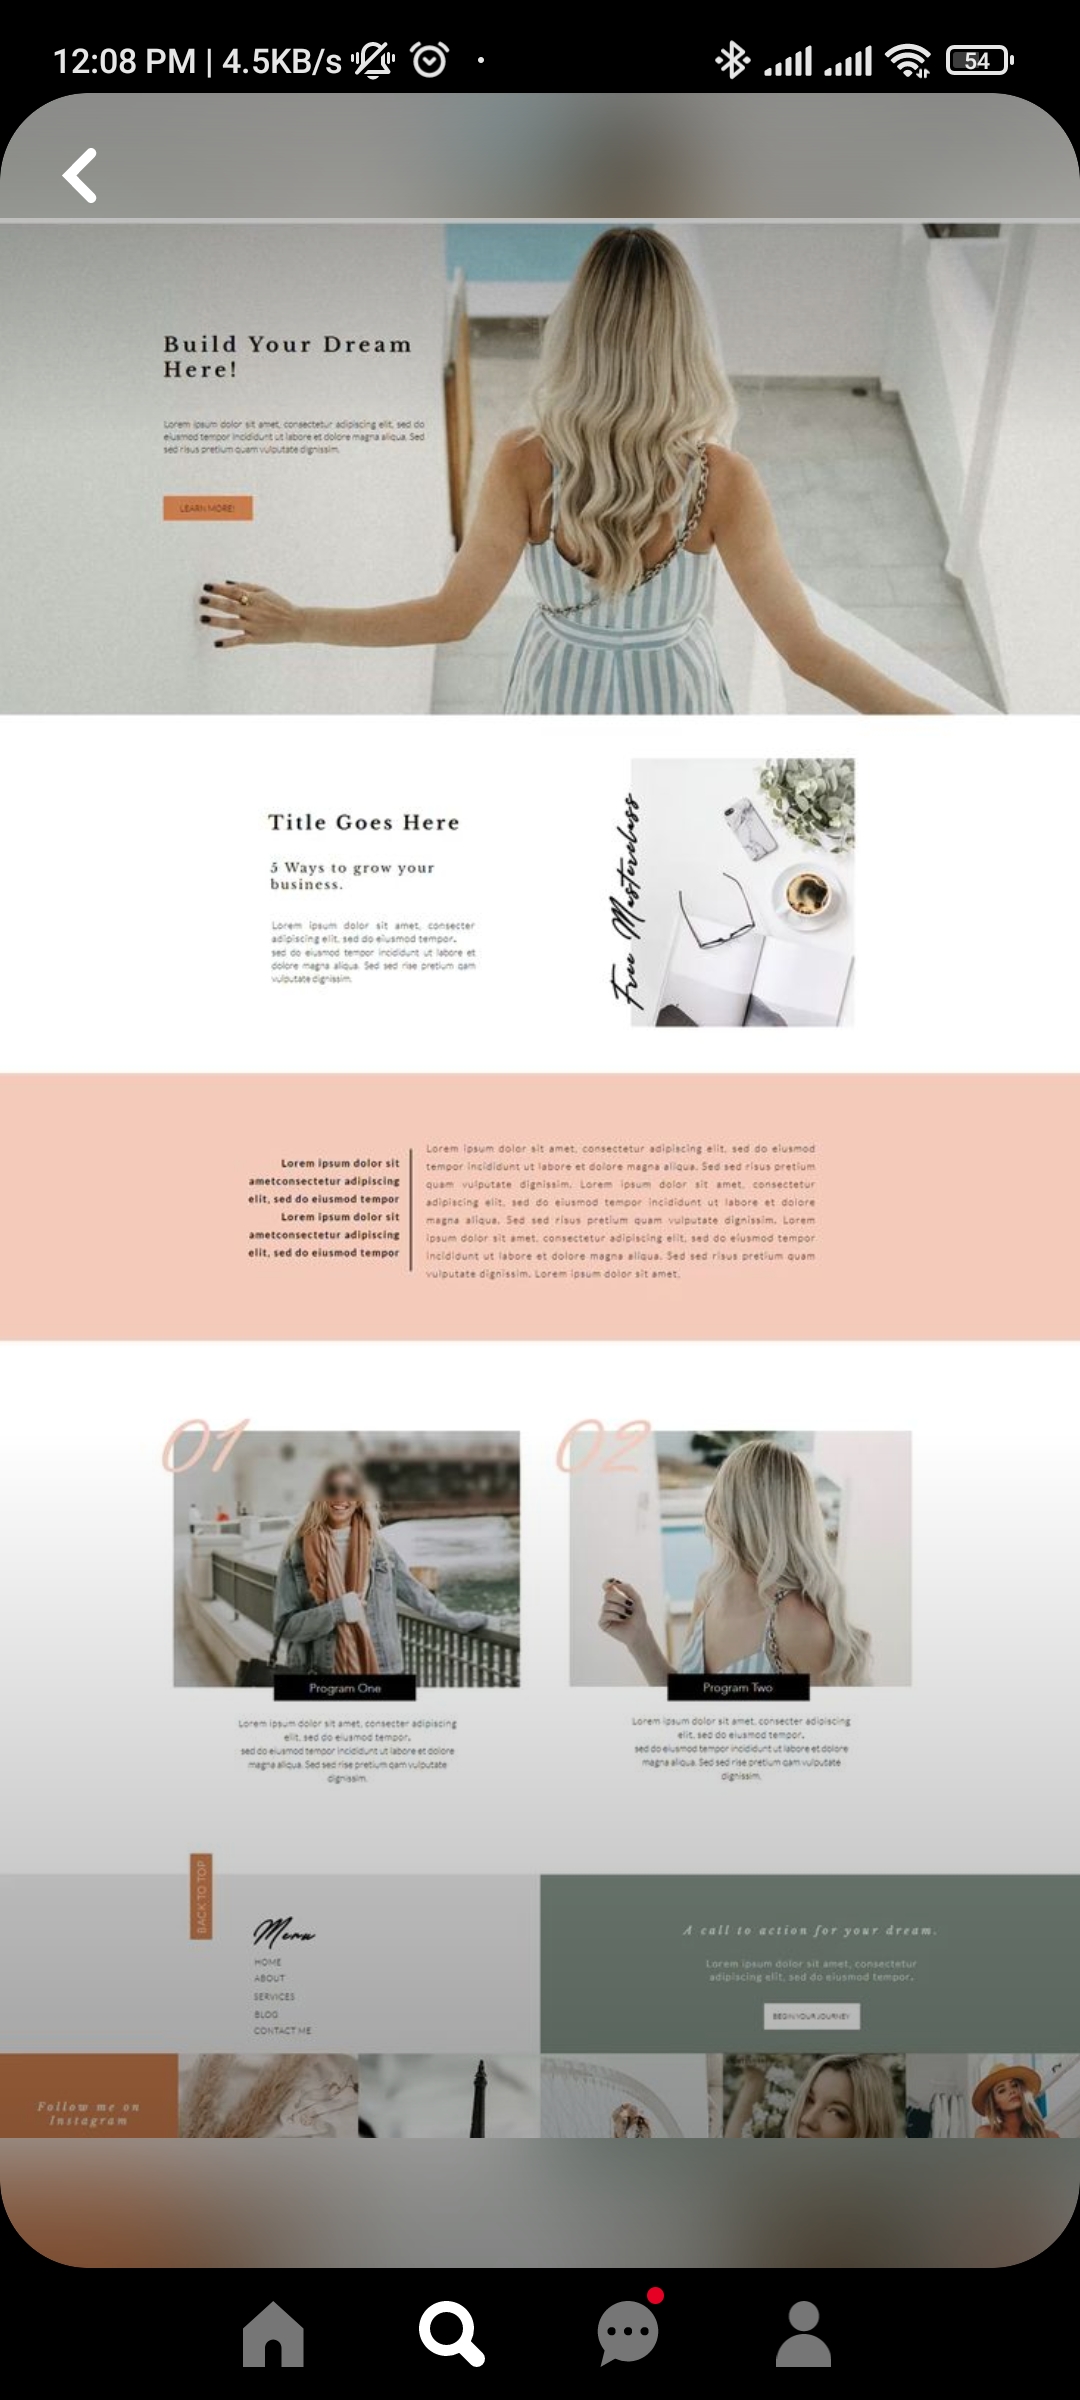 12:08 PM | 4.5KB/s
54
Build Your Dream
Here!
Lorem ipsum dolor sit amet, consectetur adipiscing elit, sed do
eiusmod tempor incididunt ut labore et dolore magna aliqua. Sed
sed risus pretium quam vulputate dignissim.
LEARN MORE!
Title Goes Here
5 Ways to grow your
business.
Lorem ipsum dolor sit amet, consecter
adipiscing elit, sed do eiusmod tempor.
sed do eiusmod tempor incididunt ut labore et
dolore magna aliqua. Sed sed rise pretium qam
vulputate dignissim.
Free Masterclass
Lorem ipsum dolor sit
ametconsectetur adipiscing
elit, sed do eiusmod tempor
Lorem ipsum dolor sit
ametconsectetur adipiscing
elit, sed do eiusmod tempor
Lorem ipsum dolor sit amet, consectetur adipiscing elit, sed do eiusmod
tempor incididunt ut labore et dolore magna aliqua. Sed sed risus pretium
quam vulputate dignissim. Lorem ipsum dolor sit amet, consectetur
adipiscing elit, sed do eiusmod tempor incididunt ut labore et dolore
magna aliqua. Sed sed risus pretium quam vulputate dignissim. Lorem
ipsum dolor sit amet, consectetur adipiscing elit, sed do eiusmod tempor
incididunt ut labore et dolore magna aliqua. Sed sed risus pretium quam
vulputate dignissim. Lorem ipsum dolor sit amet,
01
Program One
Lorem ipsum dolor sit amet, consecter adipiscing
elit, sed do eiusmod tempor.
sed do eiusmod tempor incididunt ut labore et dolore
magna aliqua. Sed sed rise pretium qam vulputate
dignissim.
02
Program Two
Lorem ipsum dolor sit amet, consecter adipiscing
elit, sed do eiusmod tempor.
sed do eiusmod tempor incididunt ut labore et dolore
magna aliqua. Sed sed rise pretium qam vulputate
dignissim.
BACK TO TOP
Menu
HOME
ABOUT
SERVICES
BLOG
CONTACT ME
A call to action for your dream.
Lorem ipsum dolor sit amet, consectetur
adipiscing elit, sed do eiusmod tempor.
BEGIN YOUR JOURNEY
Follow me on
Instagram